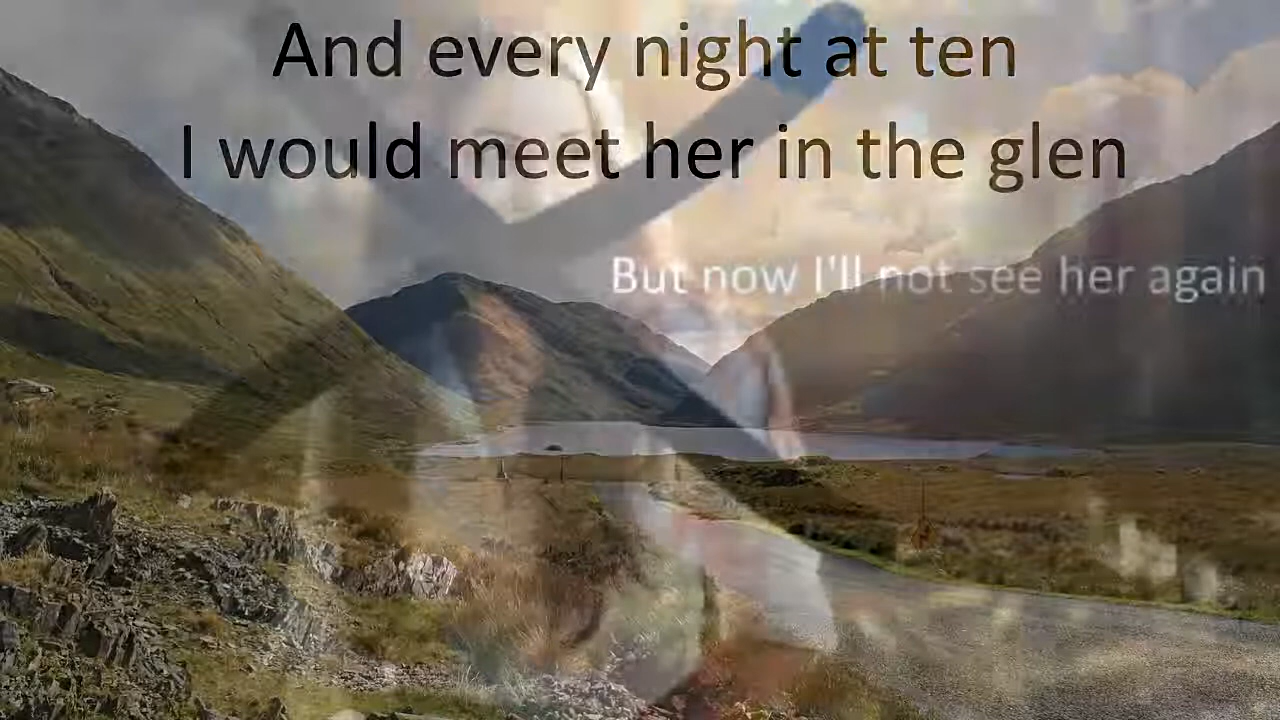 And every night at ten
I would meet her in the glen
But now I'll not see her again